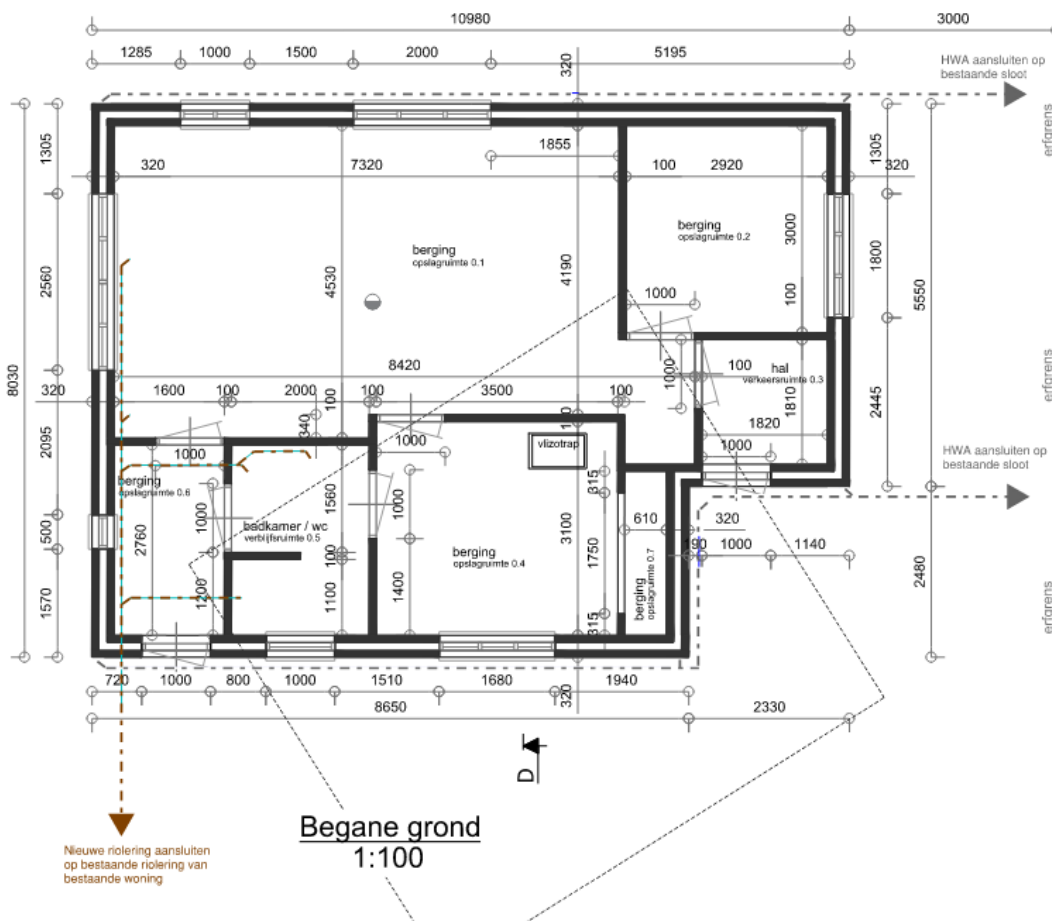 10980
3000
1285
1000
1500
2000
5195
320
HWA aansluiten op
bestaande sloot
erfgrens
1305
1855
1305
320
7320
100
2920
320
berging
opslagruimte 0.2
berging
opslagruimte 0.1
2560
4530
4190
3000
1800
5550
100
1000
8030
320
8420
1000
100
hal
verkeersruimte 0.3
erfgrens
1600
100
2000
100
100
3500
100
1810
2445
340
100
1820
2095
1000
1000
vlizotrap
1000
HWA aansluiten op
bestaande sloot
berging
opslagruimte 0.6
1560
315
500
2760
1000
badkamer / wc
verblijfsruimte 0.5
1000
berging
opslagruimte 0.4
3100
1750
610
320
190
1000
1140
2480
100
1570
1200
1100
1400
315
berging
opslagruimte 0.7
erfgrens
720
1000
800
1000
1510
1680
320
1940
8650
2330
D
Begane grond
1:100
Nieuwe riolering aansluiten
op bestaande riolering van
bestaande woning